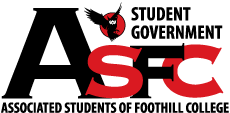 STUDENT
GOVERNMENT
ASFC
ASSOCIATED STUDENTS OF FOOTHILL COLLEGE